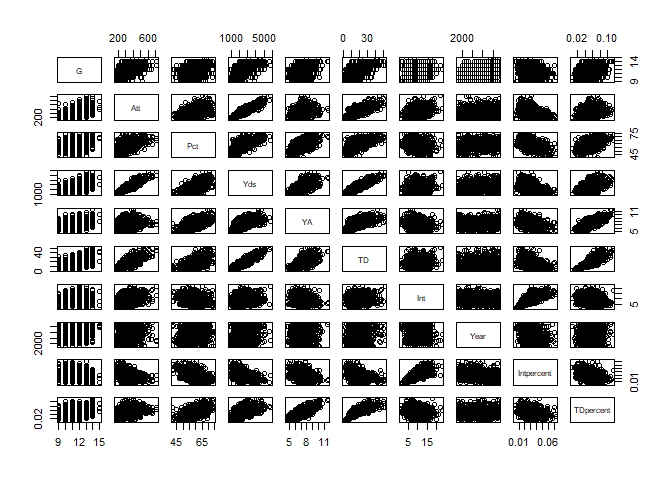 200 600 1000 5000 0 30 2000 0.02 0.10
G 9 14
200 Att
Pct 45 75
1000 Yds
YA 5 11
0 40 TD
Int 5
2000 Year
Intpercent 0.01
0.02 TDpercent
9 12 15 45 65 5 8 11 5 15 0.01 0.06